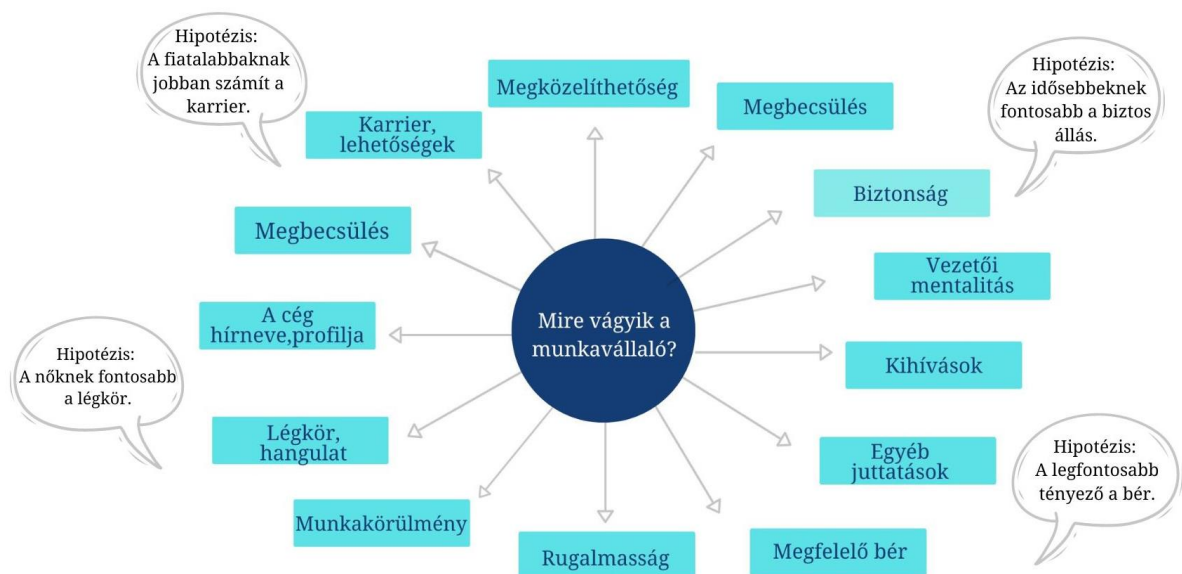 Hipotézis:
A fiatalabbaknak
jobban számít a
karrier.
Megközelíthetőség
Megbecsülés
Hipotézis:
Az idősebbeknek
fontosabb a biztos
állás.
Karrier,
lehetőségek
Biztonság
Megbecsülés
Vezetői
mentalitás
A cég
hírneve,profilja
Mire vágyik a
munkavállaló?
Kihívások
Hipotézis:
A nőknek fontosabb
a légkör.
Légkör,
hangulat
Egyéb
juttatások
Hipotézis:
A legfontosabb
tényező a bér.
Munkakörülmény
Rugalmasság
Megfelelő bér